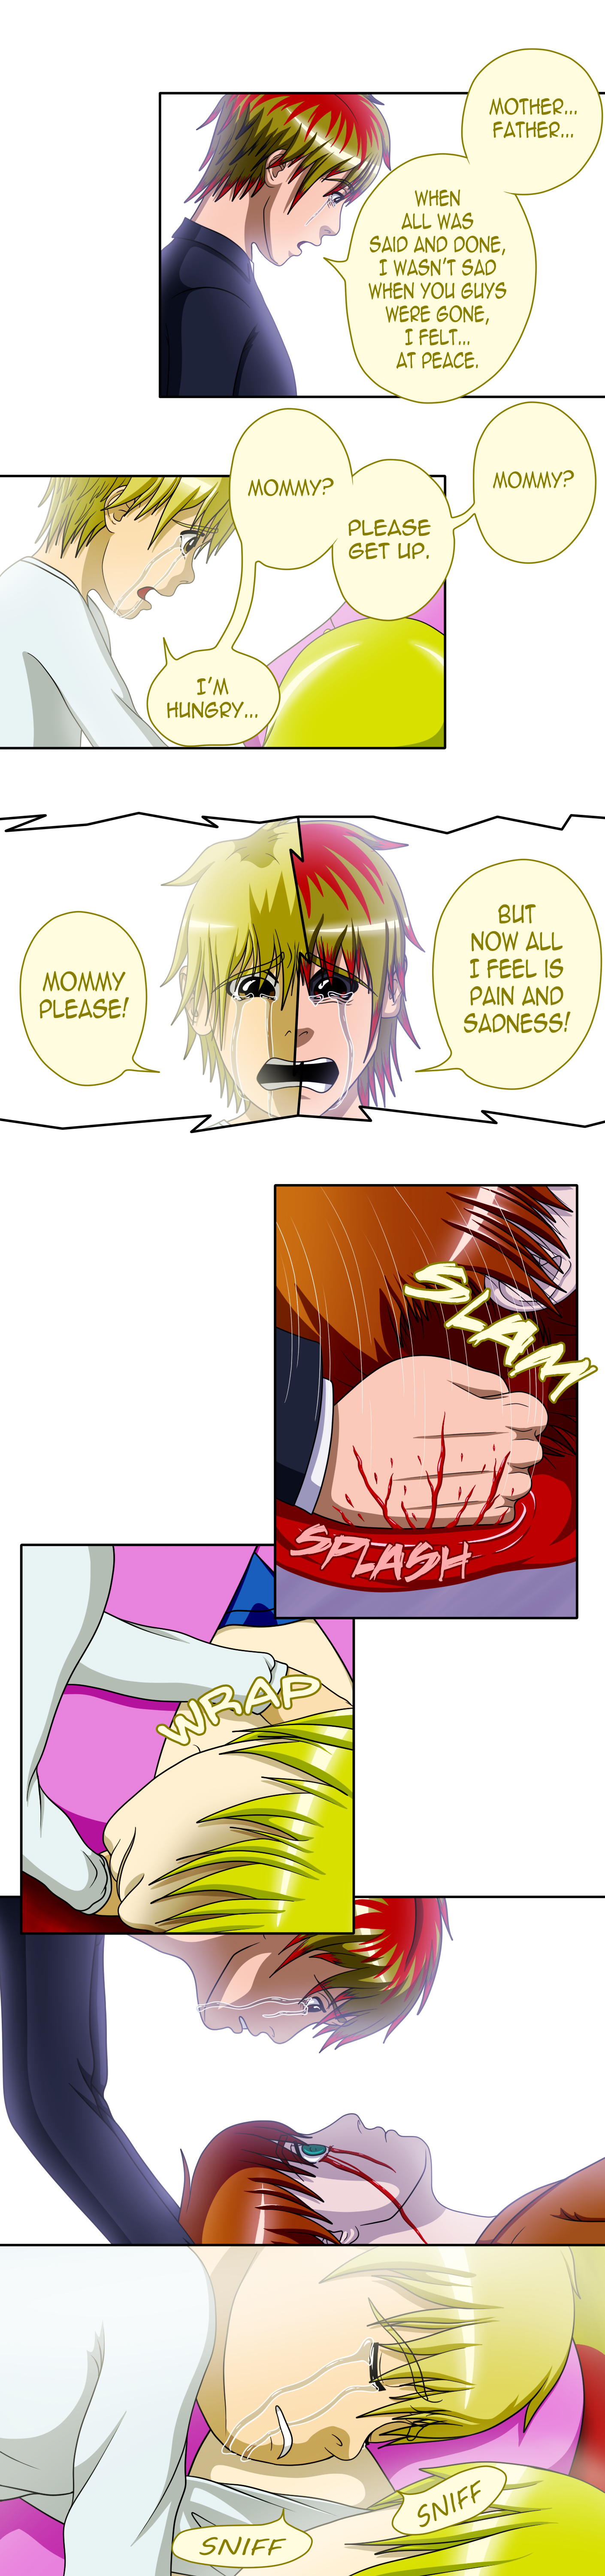 MOTHER...
FATHER...
WHEN
ALL WAS
SAID AND DONE,
I WASN'T SAD
WHEN YOU GUYS
WERE GONE,
I FELT...
AT PEACE.
MOMMY?
PLEASE
GET UP.
MOMMY?
I'M
HUNGRY...
MOMMY
PLEASE!
BUT
NOW ALL
I FEEL IS
PAIN AND
SADNESS!
SLAM
SPLASH
WRAP
SNIFF
SNIFF